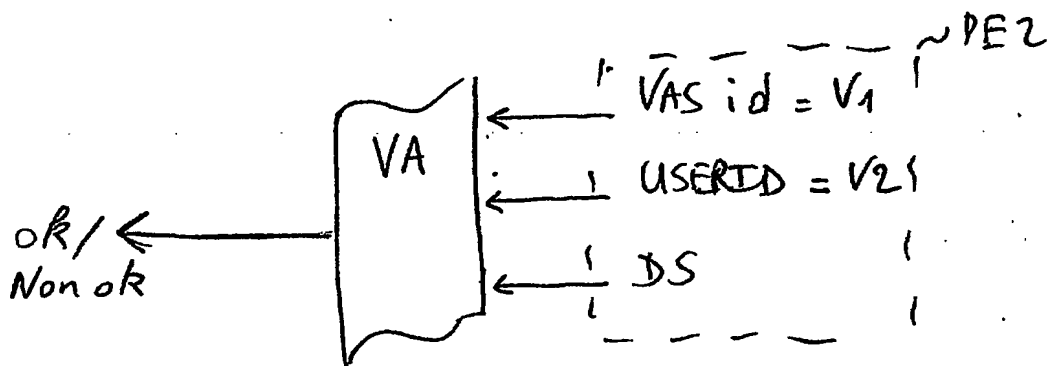 ~PE2
VAS id = V1
VA
USERID = V2
ok/
Non ok
DS